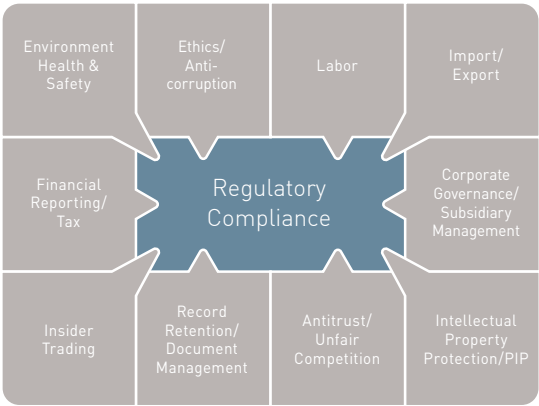 Environment
Health &
Safety
Ethics/
Anti-
corruption
Labor
Import/
Export
Financial
Reporting/
Tax
Regulatory
Compliance
Corporate
Governance/
Subsidiary
Management
Insider
Trading
Record
Retention/
Document
Management
Antitrust/
Unfair
Competition
Intellectual
Property
Protection/PIP